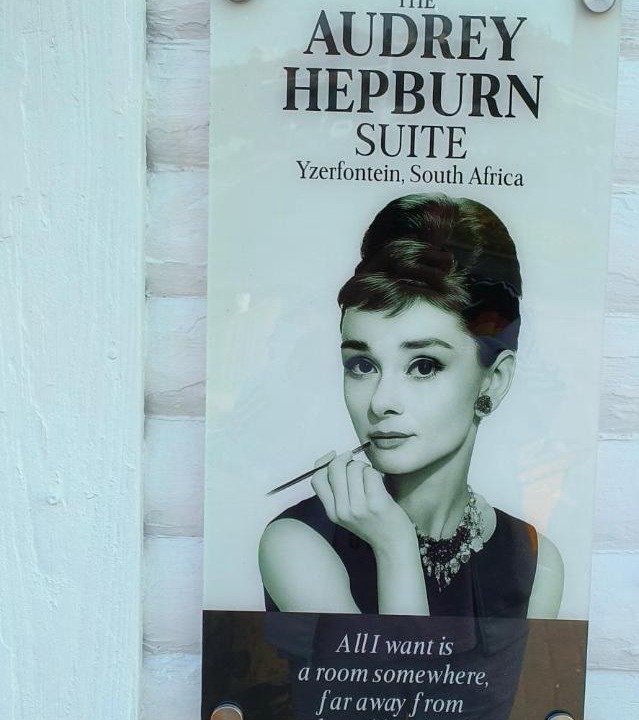 THE
AUDREY
HEPBURN
SUITE
Yzerfontein, South Africa
All I want is
a room somewhere,
far away from